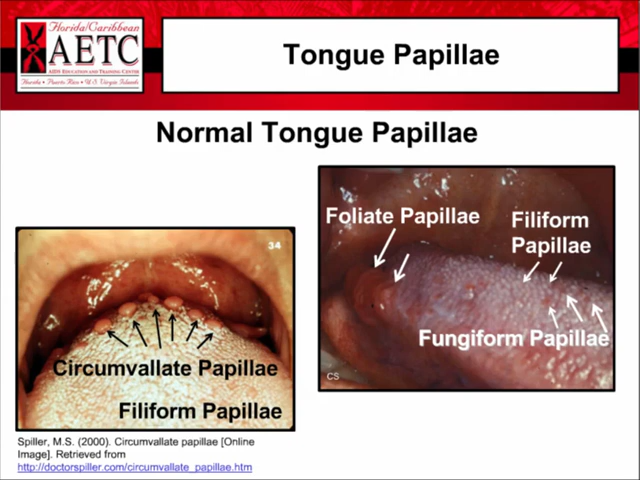 Florida/Caribbean
AETC
AIDS EDUCATION AND TRAINING CENTER
Florida • Puerto Rico • U.S. Virgin Islands
Tongue Papillae
Normal Tongue Papillae
34
Circumvallate Papillae
Filiform Papillae
Foliate Papillae
Filiform
Papillae
Fungiform Papillae
CS
Spiller, M.S. (2000). Circumvallate papillae [Online
Image]. Retrieved from
http://doctorspiller.com/circumvallate_papillae.htm